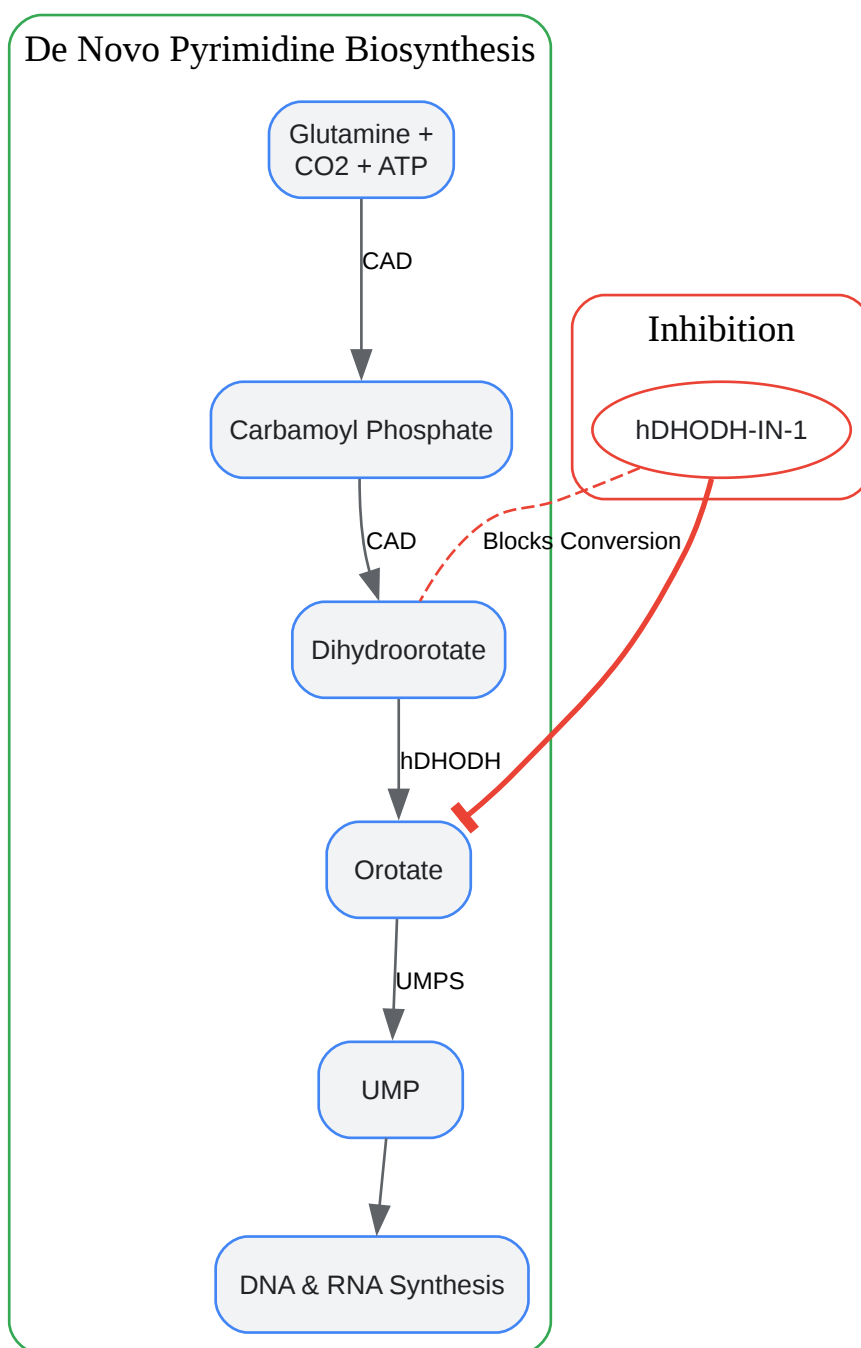 De Novo Pyrimidine Biosynthesis
Glutamine +
CO2 + ATP
CAD
Inhibition
hDHODH-IN-1
Carbamoyl Phosphate
CAD
Blocks Conversion
Dihydroorotate
hDHODH
Orotate
UMPS
UMP
DNA & RNA Synthesis